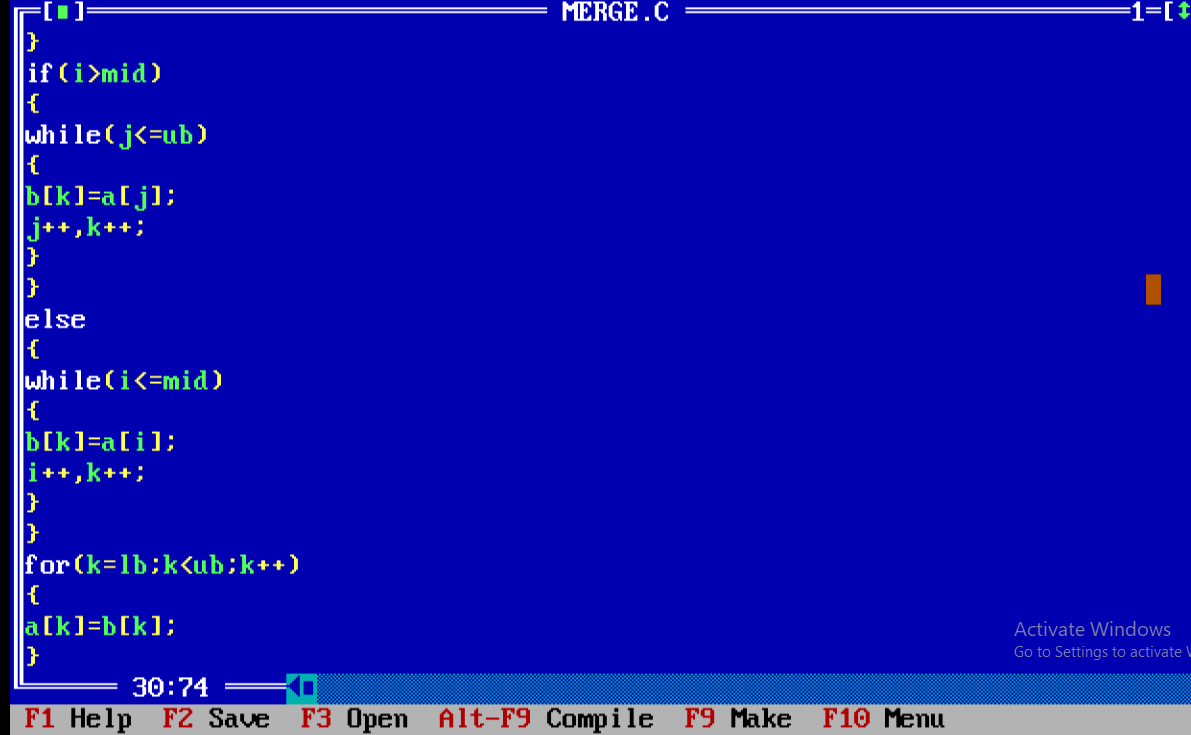 [■] MERGE.C 1=[↕
}
if(i>mid)
{
while(j<=ub)
{
b[k]=a[j];
j++,k++;
}
}
else
{
while(i<=mid)
{
b[k]=a[i];
i++,k++;
}
}
for(k=lb;k<ub;k++)
{
a[k]=b[k];
}
Activate Windows
Go to Settings to activate W
30:74
F1 Help F2 Save F3 Open Alt-F9 Compile F9 Make F10 Menu